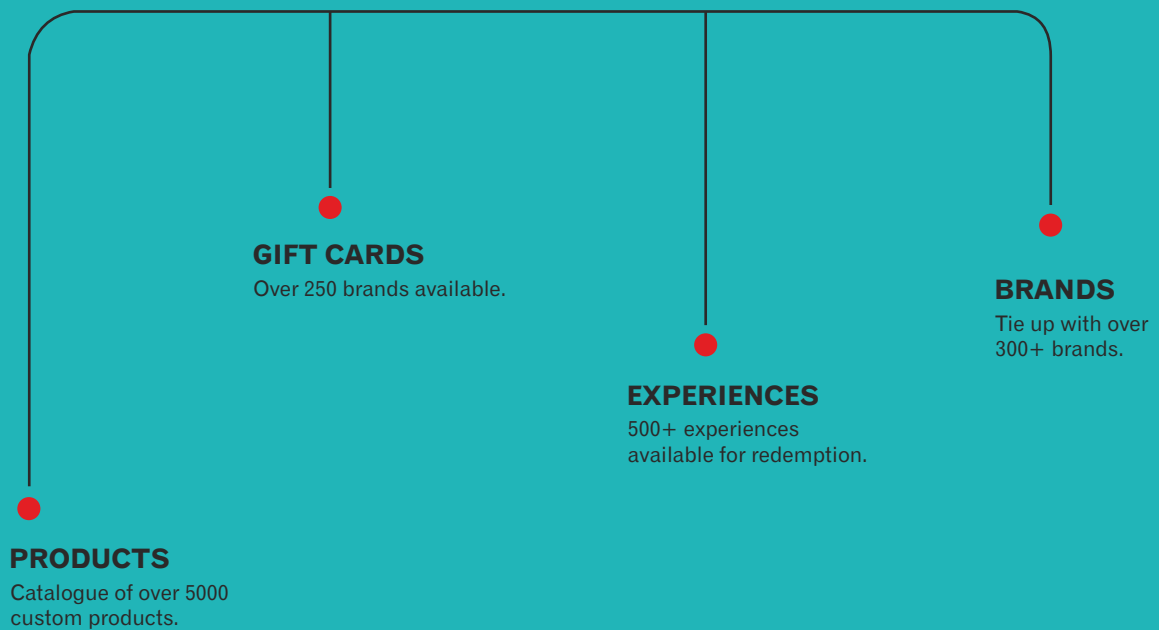 GIFT CARDS
Over 250 brands available.
BRANDS
Tie up with over
300+ brands.
EXPERIENCES
500+ experiences
available for redemption.
PRODUCTS
Catalogue of over 5000
custom products.